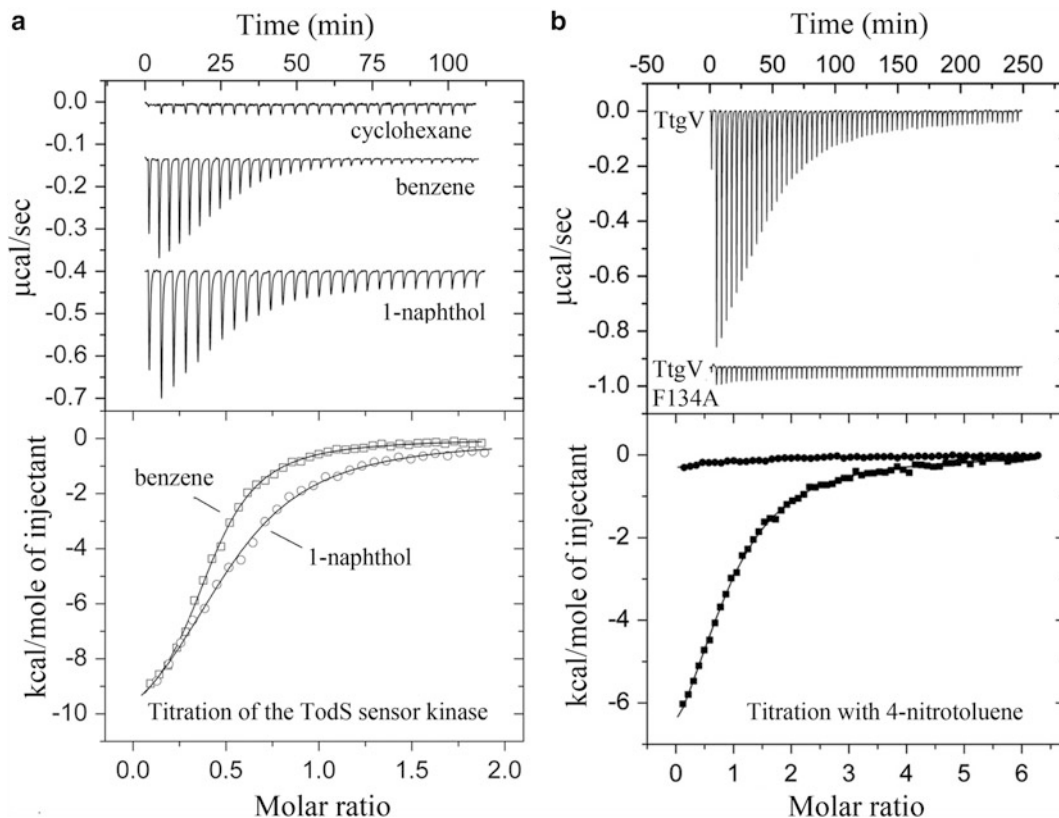 a
Time (min)
0 25 50 75 100
0.0
-0.1
-0.2
-0.3
-0.4
-0.5
-0.6
-0.7
µcal/sec
cyclohexane
benzene
1-naphthol
0
-2
-4
-6
-8
-10
kcal/mole of injectant
benzene
1-naphthol
Titration of the TodS sensor kinase
0.0 0.5 1.0 1.5 2.0
Molar ratio
b
Time (min)
-50 0 50 100 150 200 250
0.0
-0.2
-0.4
-0.6
-0.8
-1.0
µcal/sec
TtgV
TtgV
F134A
0
-2
-4
-6
kcal/mole of injectant
Titration with 4-nitrotoluene
0 1 2 3 4 5 6
Molar ratio